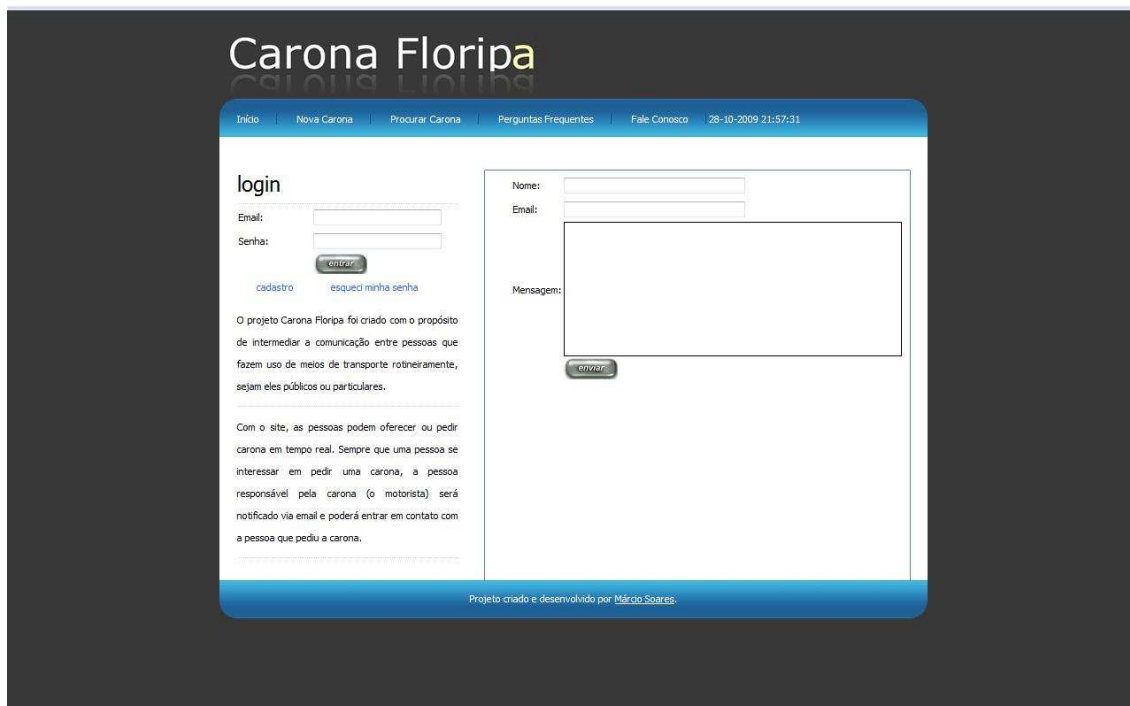 Carona Floripa
Início Nova Carona Procurar Carona Perguntas Frequentes Fale Conosco 28-10-2009 21:57:31
login
Email:
Senha:
entrar
cadastro esqueci minha senha
O projeto Carona Floripa foi criado com o propósito
de intermediar a comunicação entre pessoas que
fazem uso de meios de transporte rotineiramente,
sejam eles públicos ou particulares.
Com o site, as pessoas podem oferecer ou pedir
carona em tempo real. Sempre que uma pessoa se
interessar em pedir uma carona, a pessoa
responsável pela carona (o motorista) será
notificado via email e poderá entrar em contato com
a pessoa que pediu a carona.
Nome:
Email:
Mensagem:
enviar
Projeto criado e desenvolvido por Márcio Soares.